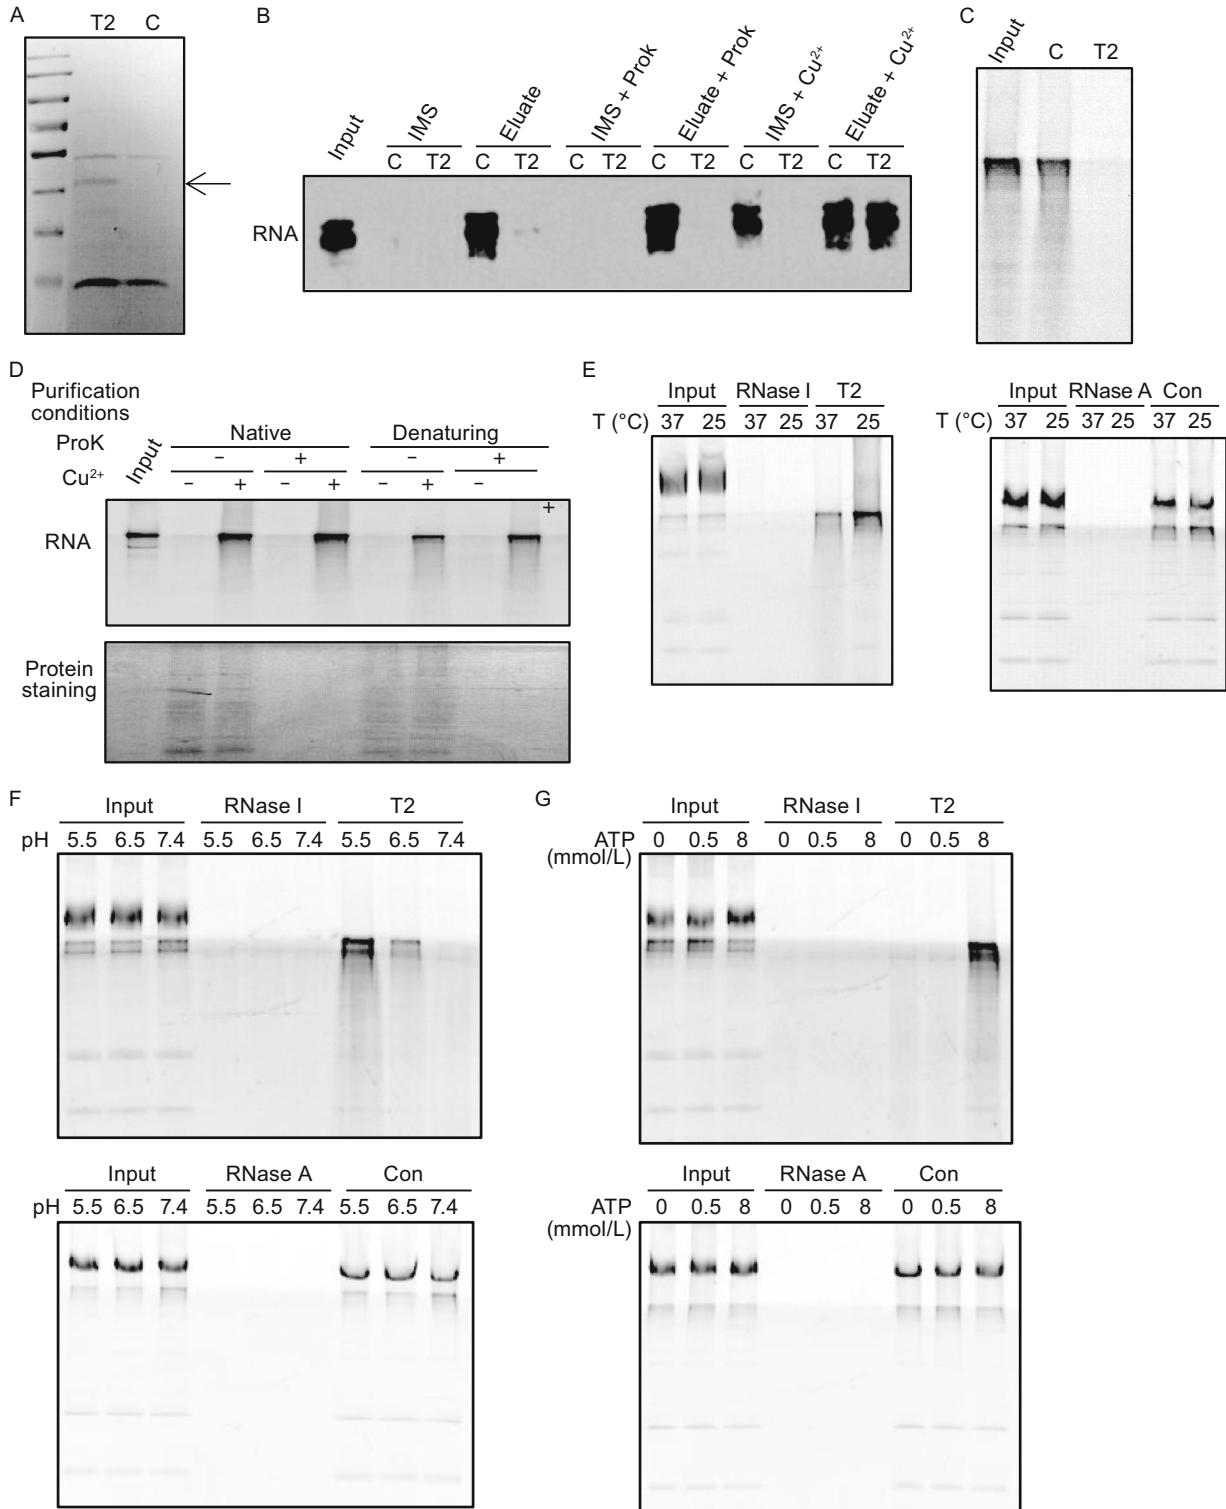 A
T2 C
B
Input IMS Eluate IMS + Prok Eluate + Prok IMS + Cu²⁺ Eluate + Cu²⁺
C T2 C T2 C T2 C T2 C T2 C T2
RNA
C
Input C T2
D
Purification
conditions
Input Native Denaturing
ProK − + − +
Cu²⁺ − + − + − + − +
RNA
Protein
staining
E
Input RNase I T2
T (°C) 37 25 37 25 37 25
Input RNase A Con
T (°C) 37 25 37 25 37 25
F
Input RNase I T2
pH 5.5 6.5 7.4 5.5 6.5 7.4 5.5 6.5 7.4
Input RNase A Con
pH 5.5 6.5 7.4 5.5 6.5 7.4 5.5 6.5 7.4
G
Input RNase I T2
ATP 0 0.5 8 0 0.5 8 0 0.5 8
(mmol/L)
Input RNase A Con
ATP 0 0.5 8 0 0.5 8 0 0.5 8
(mmol/L)